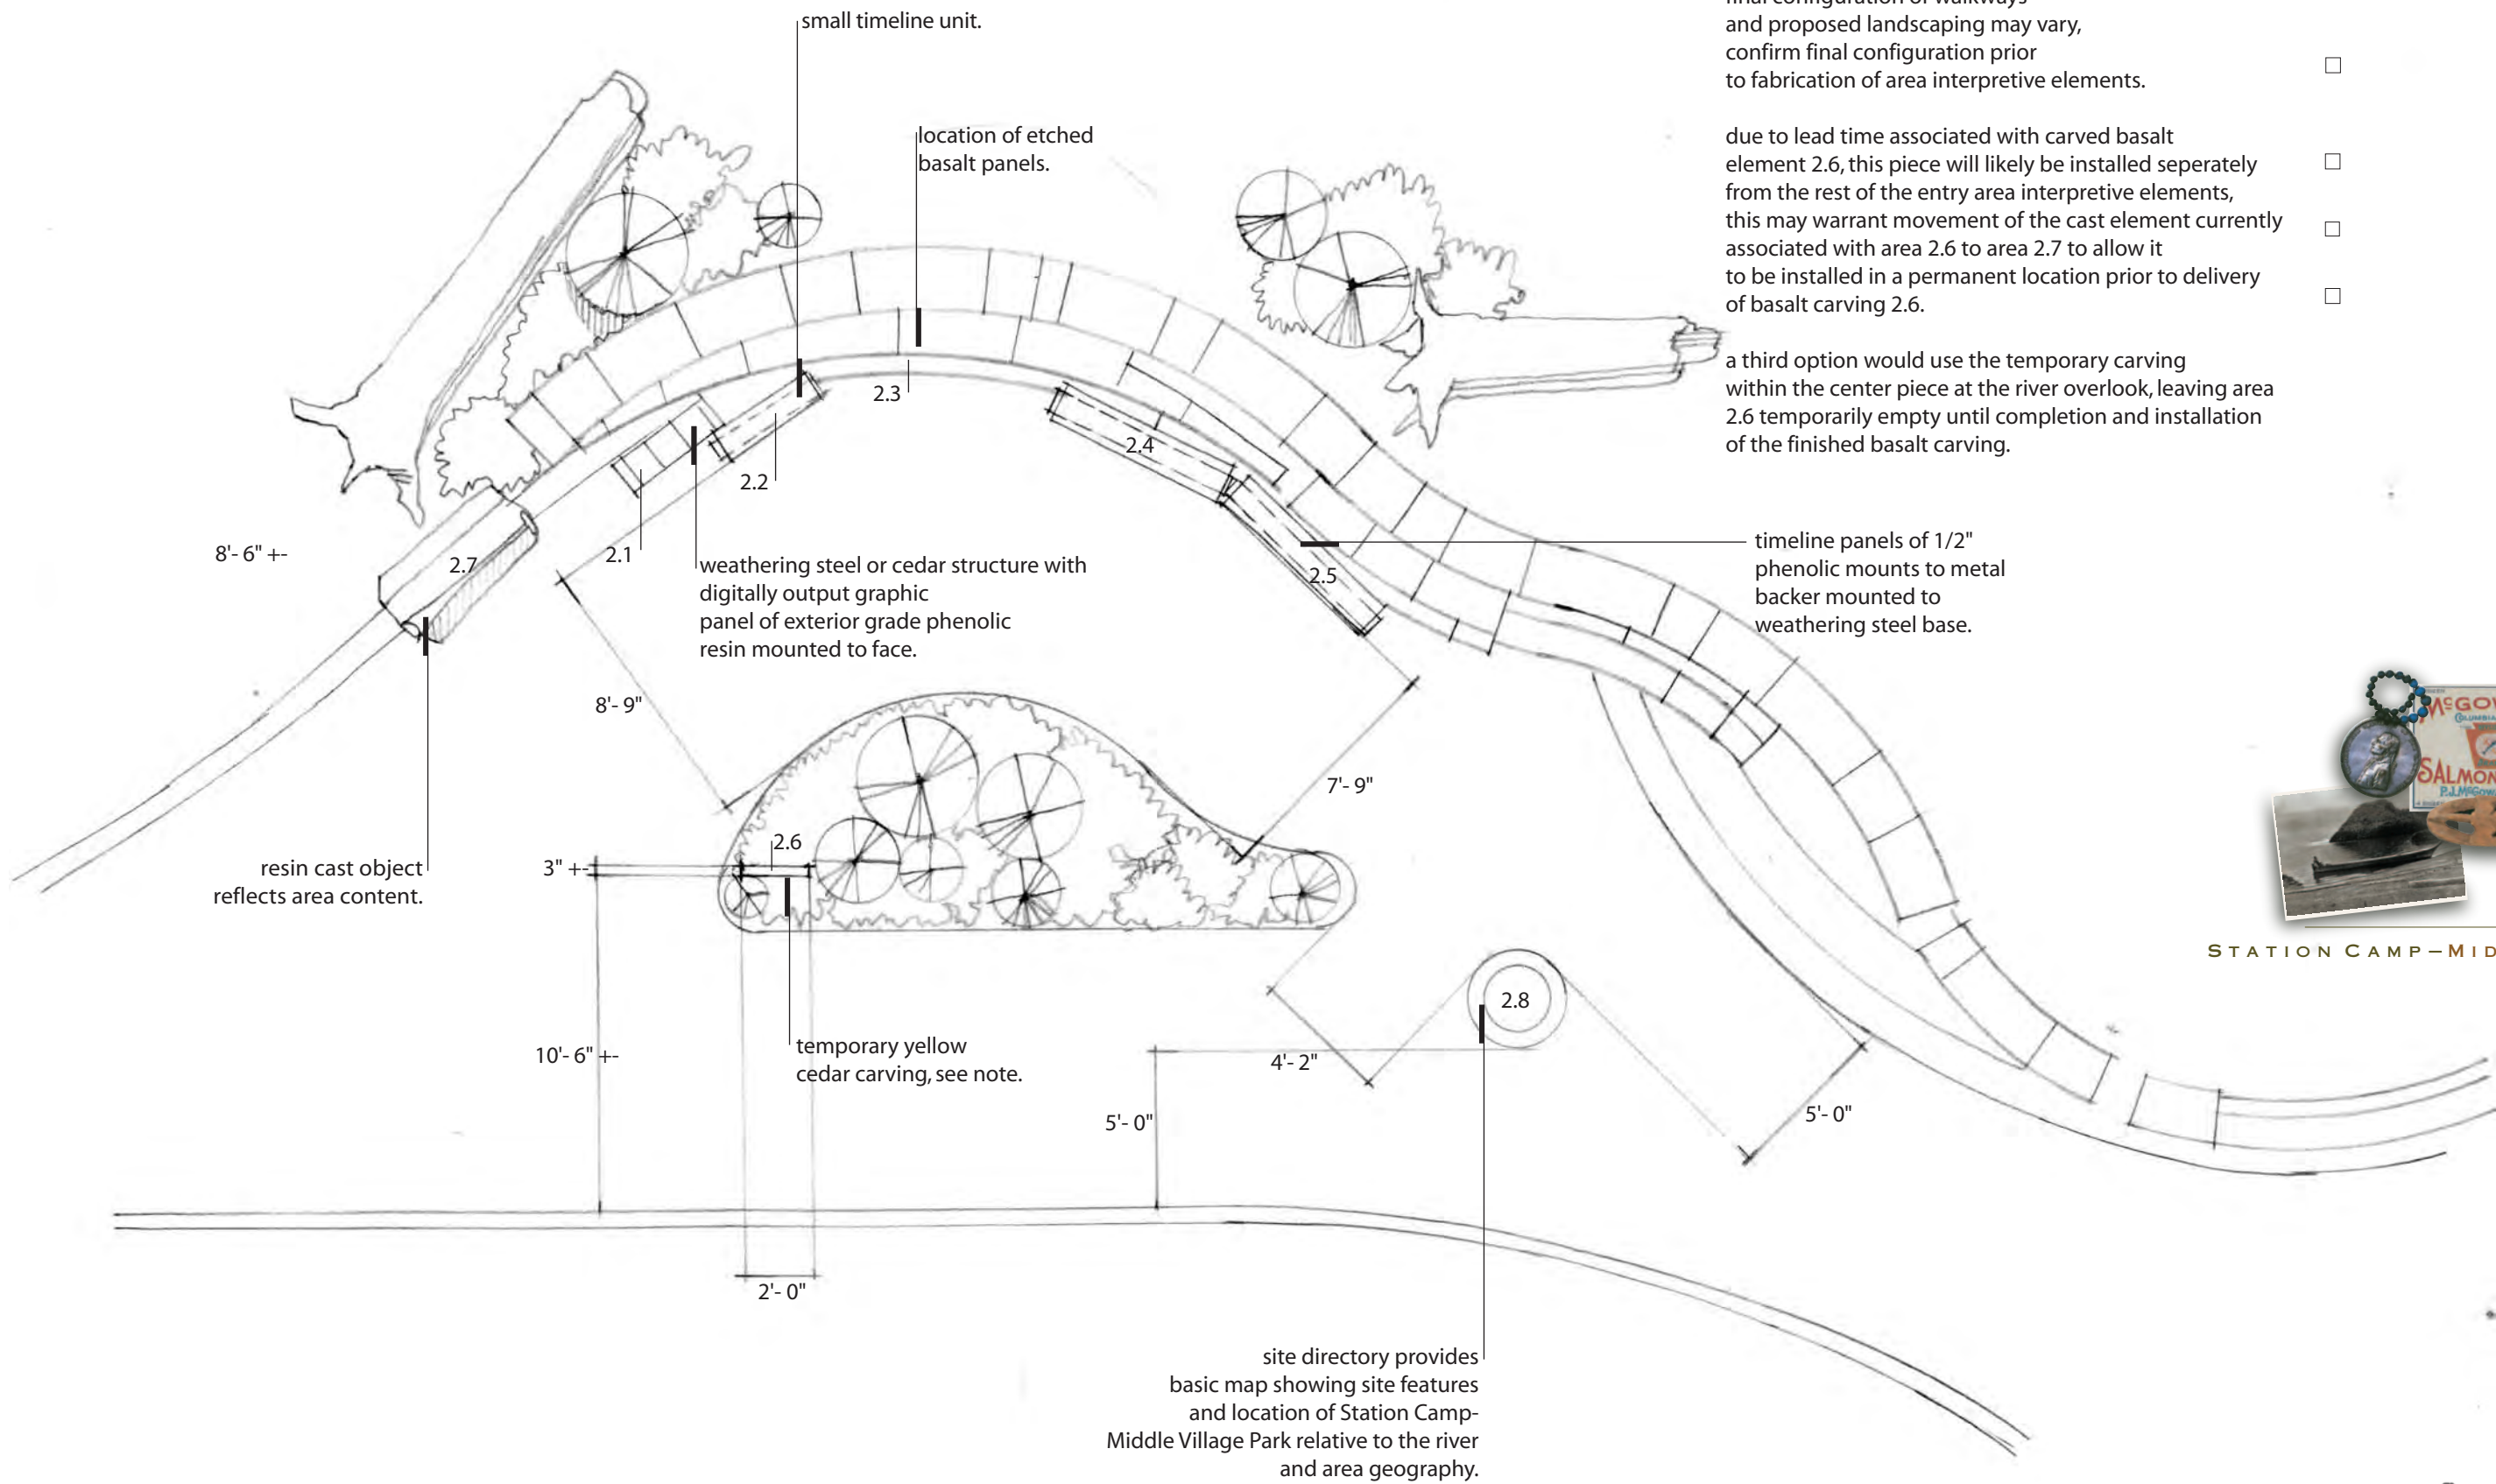 small timeline unit.
final configuration of walkways
and proposed landscaping may vary,
confirm final configuration prior
to fabrication of area interpretive elements.
due to lead time associated with carved basalt
element 2.6, this piece will likely be installed seperately
from the rest of the entry area interpretive elements,
this may warrant movement of the cast element currently
associated with area 2.6 to area 2.7 to allow it
to be installed in a permanent location prior to delivery
of basalt carving 2.6.
a third option would use the temporary carving
within the center piece at the river overlook, leaving area
2.6 temporarily empty until completion and installation
of the finished basalt carving.
location of etched
basalt panels.
2.3
2.4
2.2
2.1
2.5
2.7
8'- 6" +-
weathering steel or cedar structure with
digitally output graphic
panel of exterior grade phenolic
resin mounted to face.
timeline panels of 1/2"
phenolic mounts to metal
backer mounted to
weathering steel base.
8'- 9"
7'- 9"
resin cast object
reflects area content.
3" +-
2.6
temporary yellow
cedar carving, see note.
10'- 6" +-
2'- 0"
2.8
4'- 2"
5'- 0"
5'- 0"
site directory provides
basic map showing site features
and location of Station Camp-
Middle Village Park relative to the river
and area geography.
McGOW
COLUMBIA
SALMON
P.J. McGow
STATION CAMP–MID